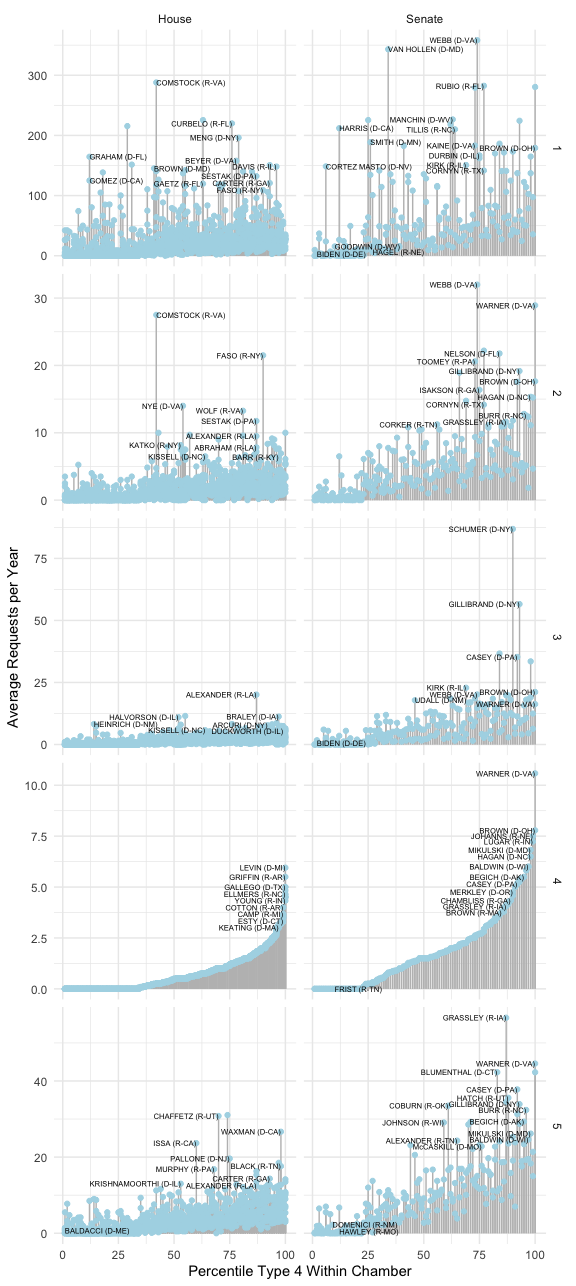 House
Senate
Average Requests per Year
300
200
100
0
COMSTOCK (R-VA)
CURBELO (R-FL)
MENG (D-NY)
GRAHAM (D-FL)
BEYER (D-VA)
BROWN (D-MD)
DAVIS (R-IL)
SESTAK (D-PA)
GOMEZ (D-CA)
GAETZ (R-FL)
CARTER (R-GA)
FASO (R-NY)
WEBB (D-VA)
VAN HOLLEN (D-MD)
RUBIO (R-FL)
MANCHIN (D-WV)
HARRIS (D-CA)
TILLIS (R-NC)
SMITH (D-MN)
KAINE (D-VA)
BROWN (D-OH)
DURBIN (D-IL)
CORTEZ MASTO (D-NV)
KIRK (R-IL)
CORNYN (R-TX)
GOODWIN (D-WV)
BIDEN (D-DE)
HAGEL (R-NE)
1
30
20
10
0
COMSTOCK (R-VA)
FASO (R-NY)
NYE (D-VA)
WOLF (R-VA)
SESTAK (D-PA)
ALEXANDER (R-LA)
KATKO (R-NY)
ABRAHAM (R-LA)
KISSELL (D-NC)
BARR (R-KY)
WEBB (D-VA)
WARNER (D-VA)
NELSON (D-FL)
TOOMEY (R-PA)
GILLIBRAND (D-NY)
BROWN (D-OH)
ISAKSON (R-GA)
HAGAN (D-NC)
CORNYN (R-TX)
BURR (R-NC)
GRASSLEY (R-IA)
CORKER (R-TN)
2
75
50
25
0
ALEXANDER (R-LA)
HALVORSON (D-IL)
BRALEY (D-IA)
HEINRICH (D-NM)
ARCURI (D-NY)
KISSELL (D-NC)
DUCKWORTH (D-IL)
SCHUMER (D-NY)
GILLIBRAND (D-NY)
CASEY (D-PA)
KIRK (R-IL)
BROWN (D-OH)
WEBB (D-VA)
UDALL (D-NM)
WARNER (D-VA)
BIDEN (D-DE)
3
10.0
7.5
5.0
2.5
0.0
LEVIN (D-MI)
GRIFFIN (R-AR)
GALLEGO (D-TX)
ELLMERS (R-NC)
YOUNG (R-IN)
COTTON (R-AR)
CAMP (R-MI)
ESTY (D-CT)
KEATING (D-MA)
WARNER (D-VA)
BROWN (D-OH)
JOHANNS (R-NE)
LUGAR (R-IN)
MIKULSKI (D-MD)
HAGAN (D-NC)
BALDWIN (D-WI)
BEGICH (D-AK)
CASEY (D-PA)
MERKLEY (D-OR)
CHAMBLISS (R-GA)
GRASSLEY (R-IA)
BROWN (R-MA)
FRIST (R-TN)
4
40
20
0
CHAFFETZ (R-UT)
WAXMAN (D-CA)
ISSA (R-CA)
PALLONE (D-NJ)
BLACK (R-TN)
MURPHY (R-PA)
CARTER (R-GA)
KRISHNAMOORTHI (D-IL)
ALEXANDER (R-LA)
BALDACCI (D-ME)
GRASSLEY (R-IA)
WARNER (D-VA)
BLUMENTHAL (D-CT)
CASEY (D-PA)
HATCH (R-UT)
COBURN (R-OK)
GILLIBRAND (D-NY)
BURR (R-NC)
JOHNSON (R-WI)
BEGICH (D-AK)
MIKULSKI (D-MD)
ALEXANDER (R-TN)
BALDWIN (D-WI)
McCASKILL (D-MO)
DOMENICI (R-NM)
HAWLEY (R-MO)
5
0 25 50 75 100
0 25 50 75 100
Percentile Type 4 Within Chamber